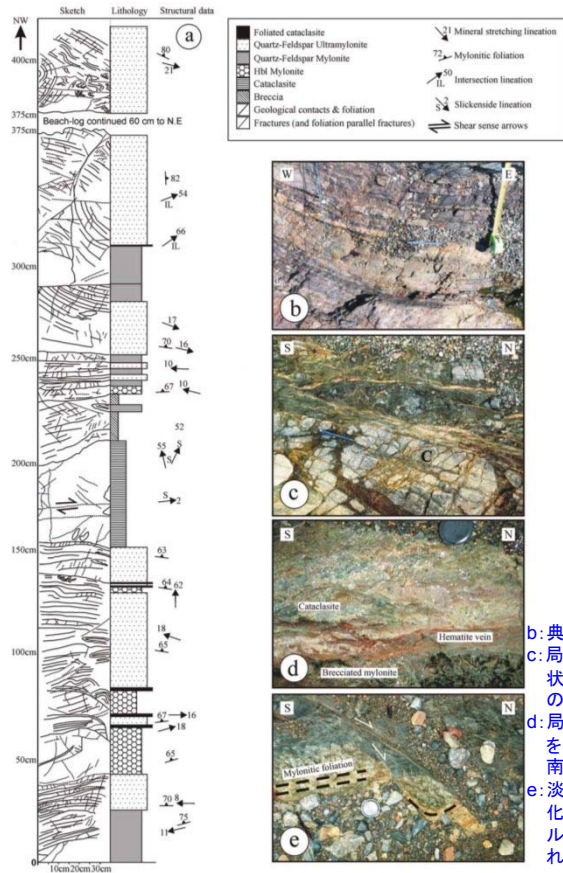 Sketch Lithology Structural data
NW
a
400cm
375cm
Beach-log continued 60 cm to N.E
375cm
300cm
250cm
200cm
150cm
100cm
50cm
0
10cm 20cm 30cm
80
21
82
54
IL
66
IL
17
70 16
10
67 10
52
55
S S
S 2
63
64 62
18
65
67 16
18
65
70 8
75
11
Foliated cataclasite
Quartz-Feldspar Ultramylonite
Quartz-Feldspar Mylonite
Hbl Mylonite
Cataclasite
Breccia
Geological contacts & foliation
Fractures (and foliation parallel fractures)
21 Mineral stretching lineation
72 Mylonitic foliation
50
IL Intersection lineation
2
S Slickenside lineation
Shear sense arrows
W E
b
S N
C
c
S N
Cataclasite
Hematite vein
Brecciated mylonite
d
S N
Mylonitic foliation
e
b:典
c:局
状
の
d:局
を
南
e:淡
化
ル
れ